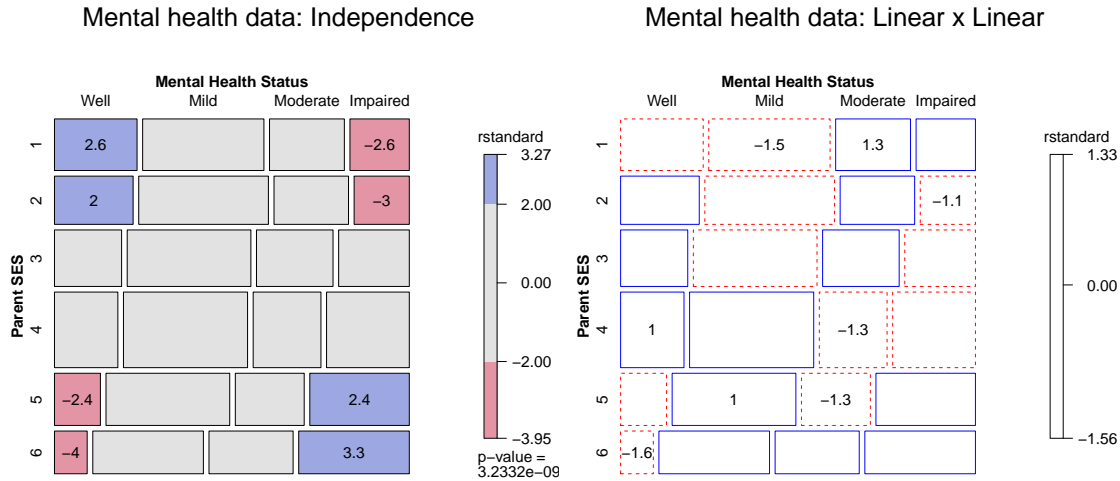 Mental health data: Independence
Mental Health Status
Well Mild Moderate Impaired
Parent SES
1 2.6 −2.6
2 2 −3
3
4
5 −2.4 2.4
6 −4 3.3
rstandard
3.27
2.00
0.00
−2.00
−3.95
p−value =
3.2332e−09
Mental health data: Linear x Linear
Mental Health Status
Well Mild Moderate Impaired
Parent SES
1 −1.5 1.3
2 −1.1
3
4 1 −1.3
5 1 −1.3
6 −1.6
rstandard
1.33
0.00
−1.56